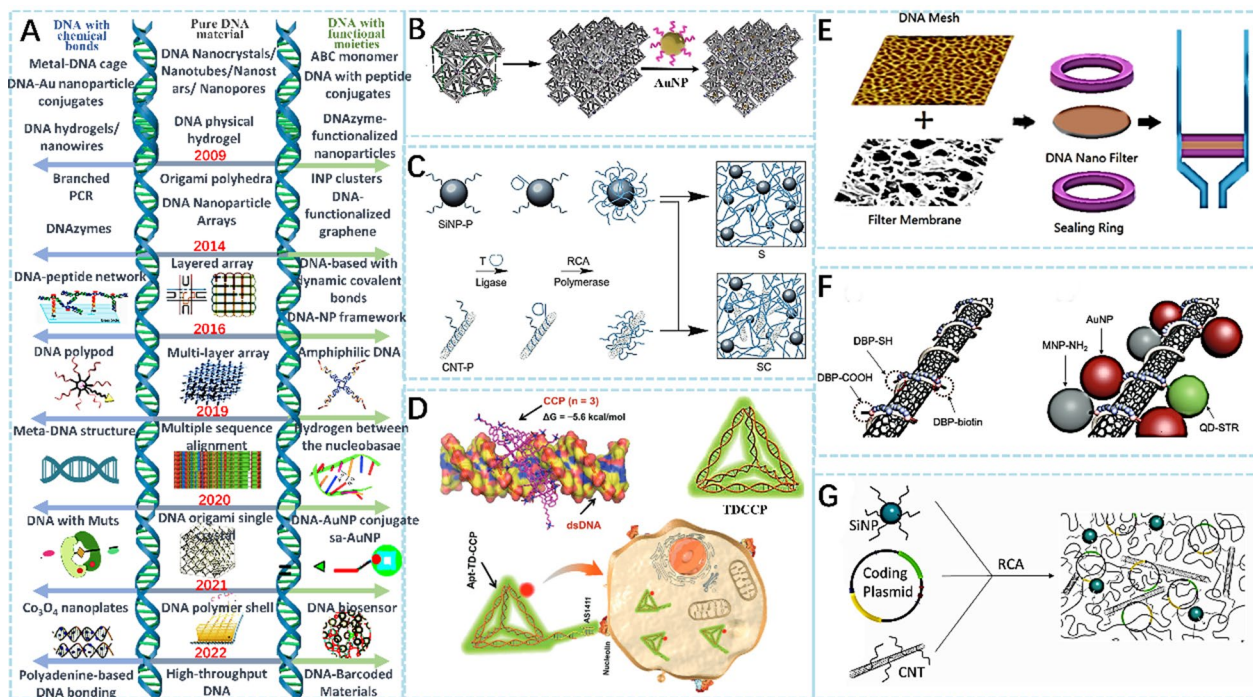 A
DNA with
chemical bonds
Pure DNA
material
DNA with
functional moieties
Metal-DNA cage
DNA-Au nanoparticle
conjugates
DNA hydrogels/
nanowires
DNA Nanocrystals/
Nanotubes/Nanost
ars/ Nanopores
DNA physical
hydrogel
ABC monomer
DNA with peptide
conjugates
DNAzyme-
functionalized
nanoparticles
2009
Branched
PCR
DNAzymes
Origami polyhedra
DNA Nanoparticle
Arrays
INP clusters
DNA-
functionalized
graphene
2014
DNA-peptide network
Layered array
DNA-based with
dynamic covalent
bonds
DNA-NP framework
2016
DNA polypod
Multi-layer array
Amphiphilic DNA
2019
Meta-DNA structure
Multiple sequence
alignment
Hydrogen between
the nucleobasae
2020
DNA with Muts
DNA origami single
crystal
DNA-AuNP conjugate
sa-AuNP
2021
Co₃O₄ nanoplates
DNA polymer shell
DNA biosensor
2022
Polyadenine-based
DNA bonding
High-throughput
DNA
DNA-Barcoded
Materials
B
AuNP
C
SiNP-P
S
T
Ligase
RCA
Polymerase
CNT-P
SC
D
CCP (n = 3)
ΔG = −5.6 kcal/mol
dsDNA
TDCCP
Apt-TD-CCP
AS1411
Nucleolin
E
DNA Mesh
+
Filter Membrane
DNA Nano Filter
Sealing Ring
F
DBP-SH
DBP-COOH
DBP-biotin
AuNP
MNP-NH₂
QD-STR
G
SiNP
Coding
Plasmid
CNT
RCA